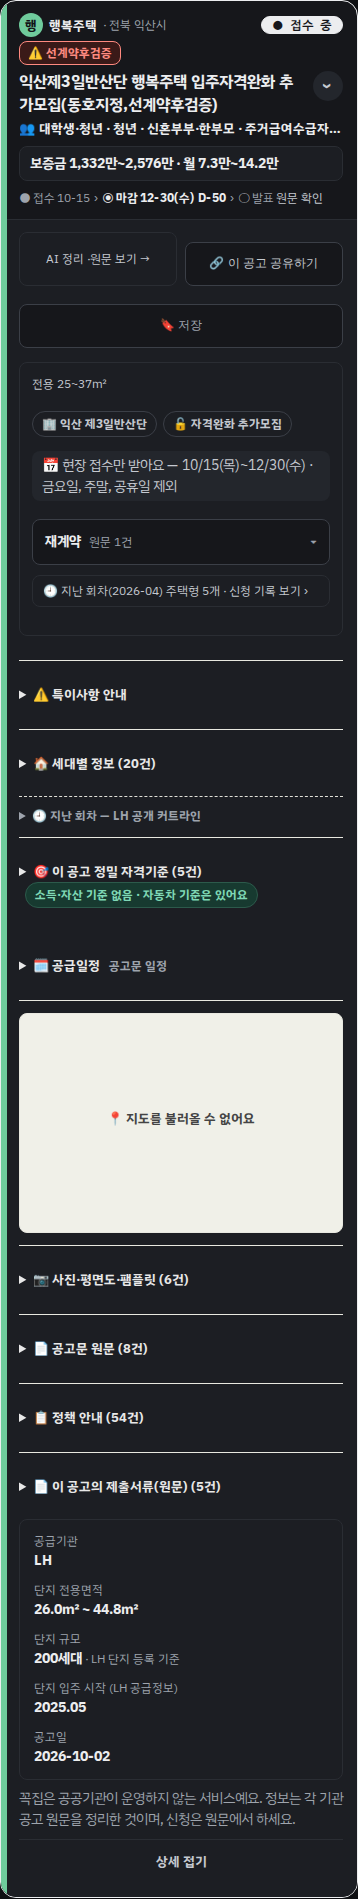 행 행복주택 · 전북 익산시 ● 접수 중
⚠️ 선계약후검증
익산제3일반산단 행복주택 입주자격완화 추
가모집(동호지정,선계약후검증)
👥 대학생·청년 · 청년 · 신혼부부·한부모 · 주거급여수급자...
보증금 1,332만~2,576만 · 월 7.3만~14.2만
● 접수 10-15 › ◉ 마감 12-30(수) D-50 › ○ 발표 원문 확인
AI 정리 ·원문 보기 →
🔗 이 공고 공유하기
🔖 저장
전용 25~37m²
🏢 익산 제3일반산단
🔓 자격완화 추가모집
📅 현장 접수만 받아요 — 10/15(목)~12/30(수) ·
금요일, 주말, 공휴일 제외
재계약 원문 1건
🕘 지난 회차(2026-04) 주택형 5개 · 신청 기록 보기 ›
▶ ⚠️ 특이사항 안내
▶ 🏠 세대별 정보 (20건)
▶ 🕘 지난 회차 — LH 공개 커트라인
▶ 🎯 이 공고 정밀 자격기준 (5건)
소득·자산 기준 없음 · 자동차 기준은 있어요
▶ 🗓️ 공급일정 공고문 일정
📍 지도를 불러올 수 없어요
▶ 📷 사진·평면도·팸플릿 (6건)
▶ 📄 공고문 원문 (8건)
▶ 📋 정책 안내 (54건)
▶ 📄 이 공고의 제출서류(원문) (5건)
공급기관
LH
단지 전용면적
26.0m² ~ 44.8m²
단지 규모
200세대 · LH 단지 등록 기준
단지 입주 시작 (LH 공급정보)
2025.05
공고일
2026-10-02
꼭집은 공공기관이 운영하지 않는 서비스예요. 정보는 각 기관
공고 원문을 정리한 것이며, 신청은 원문에서 하세요.
상세 접기